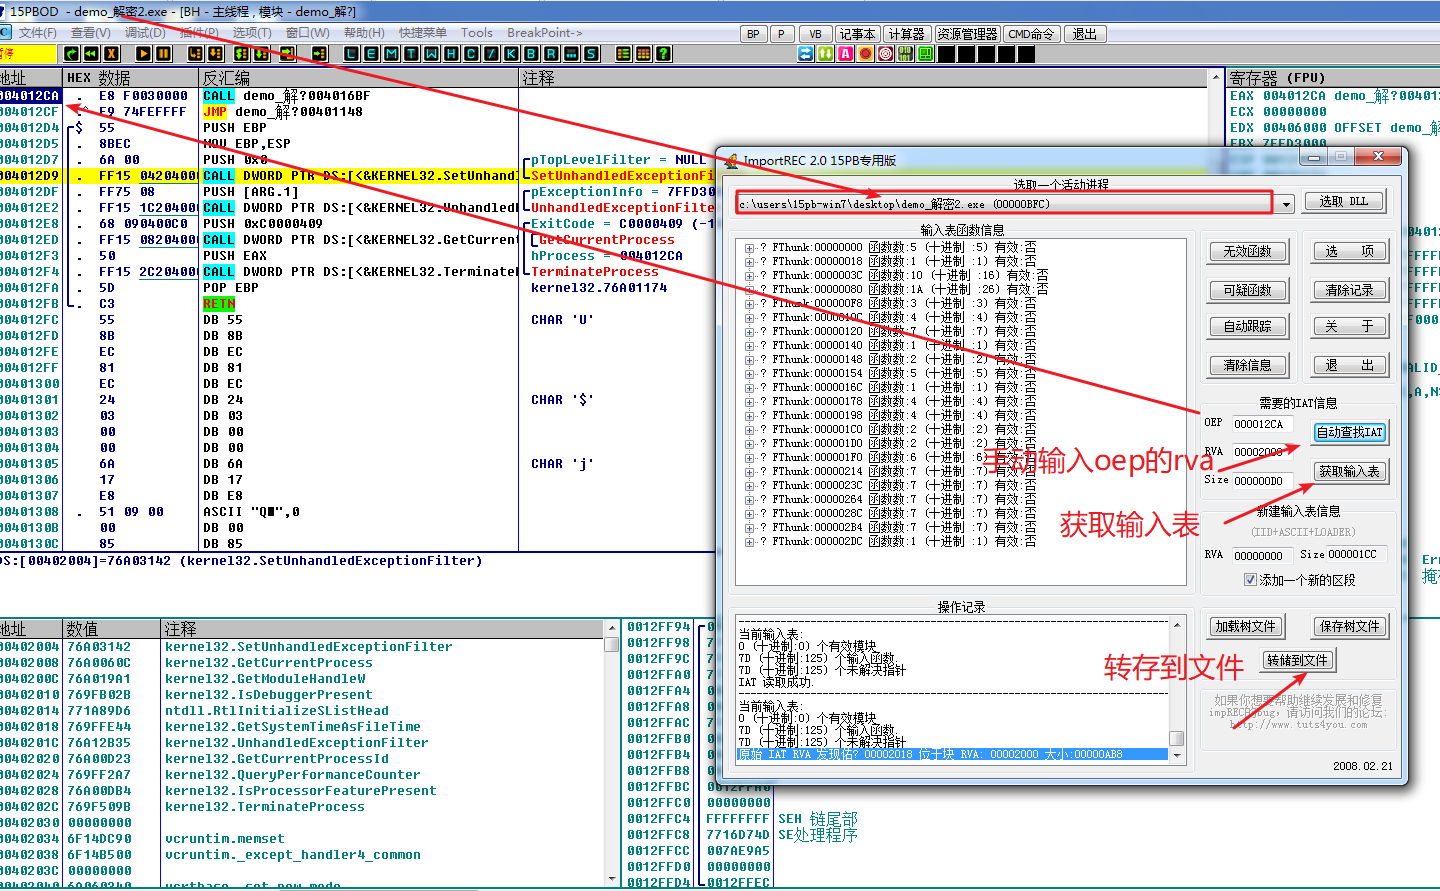 15PBOD - demo_解密2.exe - [BH - 主线程 , 模块 - demo_解?]
文件(F) 查看(V) 调试(D) 插件(P) 选项(T) 窗口(W) 帮助(H) 快捷菜单 Tools BreakPoint->
BP P VB 记事本 计算器 资源管理器 CMD命令 退出
暂停
L E M T W H C / K B R ... S
地址 HEX 数据 反汇编 注释
004012CA . E8 F0030000 CALL demo_解?004016BF
004012CF .^ E9 74FEFFFF JMP demo_解?00401148
004012D4 $ 55 PUSH EBP
004012D5 . 8BEC MOV EBP,ESP
004012D7 . 6A 00 PUSH 0x0 pTopLevelFilter = NULL
004012D9 . FF15 04204000 CALL DWORD PTR DS:[<&KERNEL32.SetUnhand SetUnhandledExceptionFi
004012DF . FF75 08 PUSH [ARG.1] pExceptionInfo = 7FFD30
004012E2 . FF15 1C204000 CALL DWORD PTR DS:[<&KERNEL32.Unhandled UnhandledExceptionFilte
004012E8 . 68 090400C0 PUSH 0xC0000409 ExitCode = C0000409 (-1
004012ED . FF15 08204000 CALL DWORD PTR DS:[<&KERNEL32.GetCurren GetCurrentProcess
004012F3 . 50 PUSH EAX hProcess = 004012CA
004012F4 . FF15 2C204000 CALL DWORD PTR DS:[<&KERNEL32.Terminate TerminateProcess
004012FA . 5D POP EBP kernel32.76A01174
004012FB . C3 RETN
004012FC 55 DB 55 CHAR 'U'
004012FD 8B DB 8B
004012FE EC DB EC
004012FF 81 DB 81
00401300 EC DB EC
00401301 24 DB 24 CHAR '$'
00401302 03 DB 03
00401303 00 DB 00
00401304 00 DB 00
00401305 6A DB 6A CHAR 'j'
00401306 17 DB 17
00401307 E8 DB E8
00401308 . 51 09 00 ASCII "Q■",0
0040130B 00 DB 00
0040130C 85 DB 85
DS:[00402004]=76A03142 (kernel32.SetUnhandledExceptionFilter)
寄存器 (FPU)
EAX 004012CA demo_解?004012
ECX 00000000
EDX 00406000 OFFSET demo_解
EBX 7FFD3000
地址 数值 注释
00402004 76A03142 kernel32.SetUnhandledExceptionFilter
00402008 76A0060C kernel32.GetCurrentProcess
0040200C 76A019A1 kernel32.GetModuleHandleW
00402010 769FB02B kernel32.IsDebuggerPresent
00402014 771A89D6 ntdll.RtlInitializeSListHead
00402018 769FFE44 kernel32.GetSystemTimeAsFileTime
0040201C 76A12B35 kernel32.UnhandledExceptionFilter
00402020 76A00D23 kernel32.GetCurrentProcessId
00402024 769FF2A7 kernel32.QueryPerformanceCounter
00402028 76A00DB4 kernel32.IsProcessorFeaturePresent
0040202C 769F509B kernel32.TerminateProcess
00402030 00000000
00402034 6F14DC90 vcruntim.memset
00402038 6F14B500 vcruntim._except_handler4_common
0040203C 00000000
0012FF94
0012FF98
0012FF9C
0012FFA0
0012FFA4
0012FFA8
0012FFAC
0012FFB0
0012FFB4
0012FFB8
0012FFBC 0012FFA0
0012FFC0 00000000
0012FFC4 FFFFFFFF SEH 链尾部
0012FFC8 7716D74D SE处理程序
0012FFCC 007AE9A5
0012FFD0 00000000
0012FFD4 0012FFEC
ImportREC 2.0 15PB专用版
选取一个活动进程
c:\users\15pb-win7\desktop\demo_解密2.exe (00000BFC) 选取 DLL
输入表函数信息
? FThunk:00000000 函数数:5 (十进制 :5) 有效:否
? FThunk:00000018 函数数:1 (十进制 :1) 有效:否
? FThunk:0000003C 函数数:10 (十进制 :16) 有效:否
? FThunk:00000080 函数数:1A (十进制 :26) 有效:否
? FThunk:000000F8 函数数:3 (十进制 :3) 有效:否
? FThunk:0000010C 函数数:4 (十进制 :4) 有效:否
? FThunk:00000120 函数数:7 (十进制 :7) 有效:否
? FThunk:00000140 函数数:1 (十进制 :1) 有效:否
? FThunk:00000148 函数数:2 (十进制 :2) 有效:否
? FThunk:00000154 函数数:5 (十进制 :5) 有效:否
? FThunk:0000016C 函数数:1 (十进制 :1) 有效:否
? FThunk:00000178 函数数:4 (十进制 :4) 有效:否
? FThunk:00000198 函数数:4 (十进制 :4) 有效:否
? FThunk:000001C0 函数数:2 (十进制 :2) 有效:否
? FThunk:000001D0 函数数:2 (十进制 :2) 有效:否
? FThunk:000001F0 函数数:6 (十进制 :6) 有效:否
? FThunk:00000214 函数数:7 (十进制 :7) 有效:否
? FThunk:0000023C 函数数:7 (十进制 :7) 有效:否
? FThunk:00000264 函数数:7 (十进制 :7) 有效:否
? FThunk:0000028C 函数数:7 (十进制 :7) 有效:否
? FThunk:000002B4 函数数:7 (十进制 :7) 有效:否
? FThunk:000002DC 函数数:1 (十进制 :1) 有效:否
无效函数 选 项
可疑函数 清除记录
自动跟踪 关 于
清除信息 退 出
需要的IAT信息
OEP 000012CA 自动查找IAT
RVA 获取输入表
Size 000000D0
手动输入oep的rva
获取输入表
新建输入表信息
(IID+ASCII+LOADER)
RVA 00000000 Size 000001CC
添加一个新的区段
操作记录
当前输入表:
0 (十进制:0) 个有效模块
7D (十进制:125) 个输入函数.
7D (十进制:125) 个未解决指针
IAT 读取成功.
当前输入表:
0 (十进制:0) 个有效模块
7D (十进制:125) 个输入函数.
7D (十进制:125) 个未解决指针
原始 IAT RVA 发现佑? 00002018 位于块 RVA: 00002000 大小:00000AB8
加载树文件 保存树文件
转储到文件
转存到文件
如果你想要帮助继续发展和修复
impREC的bug, 请访问我们的论坛:
http://www.tuts4you.com
2008.02.21